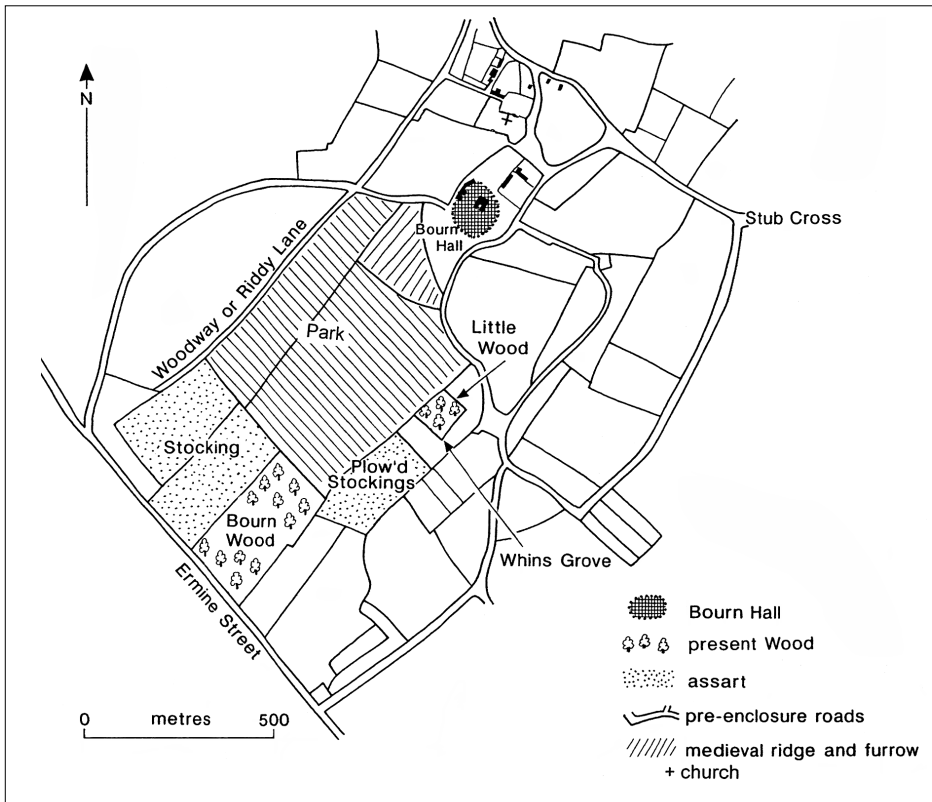 N
Stub Cross
Bourn
Hall
Woodway or Riddy Lane
Park
Little
Wood
Stocking
Plow'd
Stockings
Bourn
Wood
Whins Grove
Ermine Street
0 metres 500
Bourn Hall
present Wood
assart
pre-enclosure roads
medieval ridge and furrow
+ church